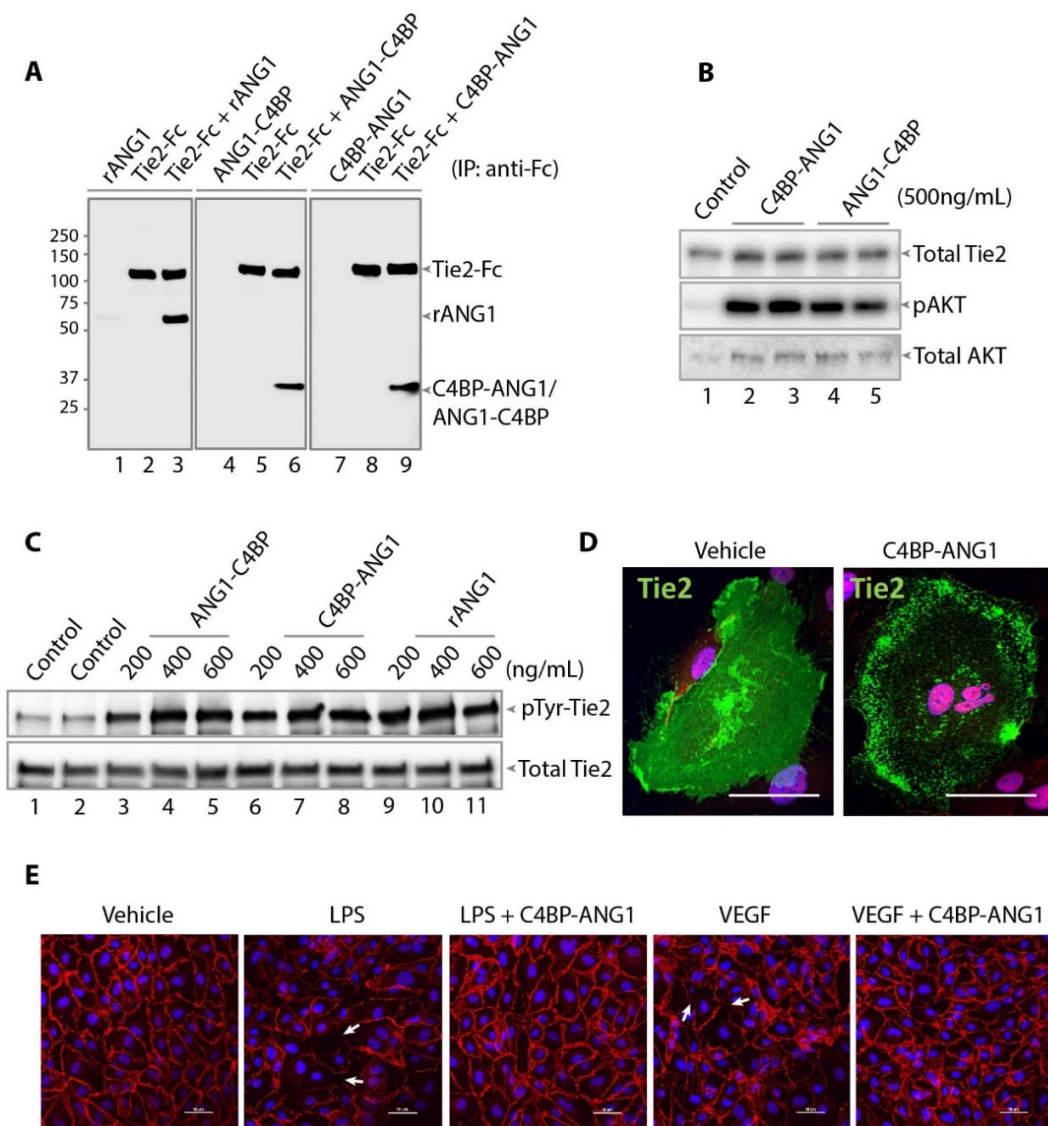 A
rANG1
Tie2-Fc
Tie2-Fc + rANG1
ANG1-C4BP
Tie2-Fc
Tie2-Fc + ANG1-C4BP
C4BP-ANG1
Tie2-Fc
Tie2-Fc + C4BP-ANG1
(IP: anti-Fc)
250
150
100
75
50
37
25
Tie2-Fc
rANG1
C4BP-ANG1/
ANG1-C4BP
1 2 3 4 5 6 7 8 9
B
Control
C4BP-ANG1
ANG1-C4BP
(500ng/mL)
Total Tie2
pAKT
Total AKT
1 2 3 4 5
C
ANG1-C4BP
C4BP-ANG1
rANG1
Control
Control
200
400
600
200
400
600
200
400
600
(ng/mL)
pTyr-Tie2
Total Tie2
1 2 3 4 5 6 7 8 9 10 11
D
Vehicle
C4BP-ANG1
Tie2
Tie2
E
Vehicle
LPS
LPS + C4BP-ANG1
VEGF
VEGF + C4BP-ANG1